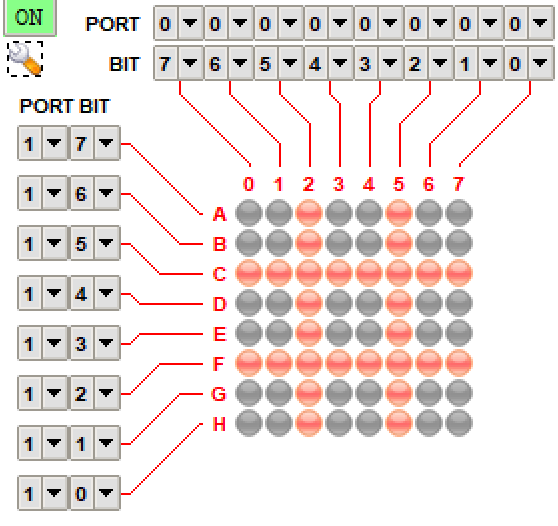 ON
PORT 0 0 0 0 0 0 0 0
BIT 7 6 5 4 3 2 1 0
PORT BIT
1 7
1 6
1 5
1 4
1 3
1 2
1 1
1 0
0 1 2 3 4 5 6 7
A
B
C
D
E
F
G
H